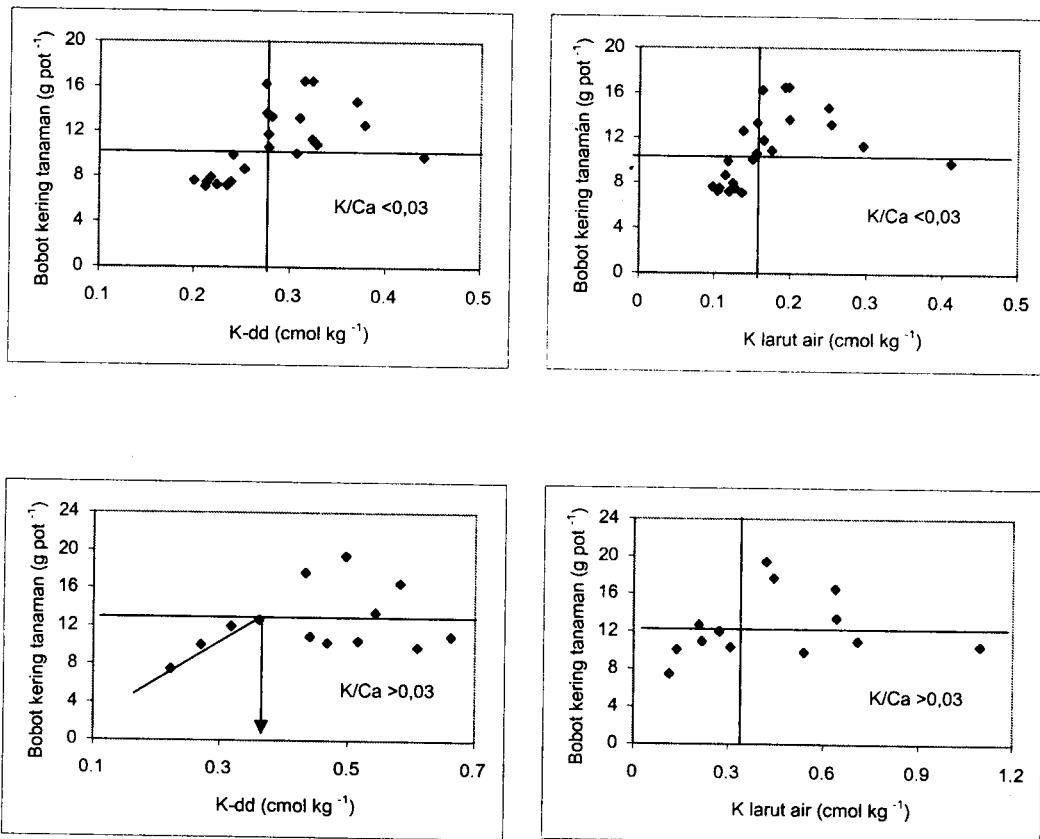 Bobot kering tanaman (g pot ⁻¹)
20
16
12
8
4
0
K/Ca <0,03
0.1 0.2 0.3 0.4 0.5
K-dd (cmol kg ⁻¹)
Bobot kering tanaman (g pot ⁻¹)
20
16
12
8
4
0
K/Ca <0,03
0 0.1 0.2 0.3 0.4 0.5
K larut air (cmol kg ⁻¹)
Bobot kering tanaman (g pot ⁻¹)
24
20
16
12
8
4
0
K/Ca >0,03
0.1 0.3 0.5 0.7
K-dd (cmol kg ⁻¹)
Bobot kering tanaman (g pot ⁻¹)
24
20
16
12
8
4
0
K/Ca >0,03
0 0.3 0.6 0.9 1.2
K larut air (cmol kg ⁻¹)